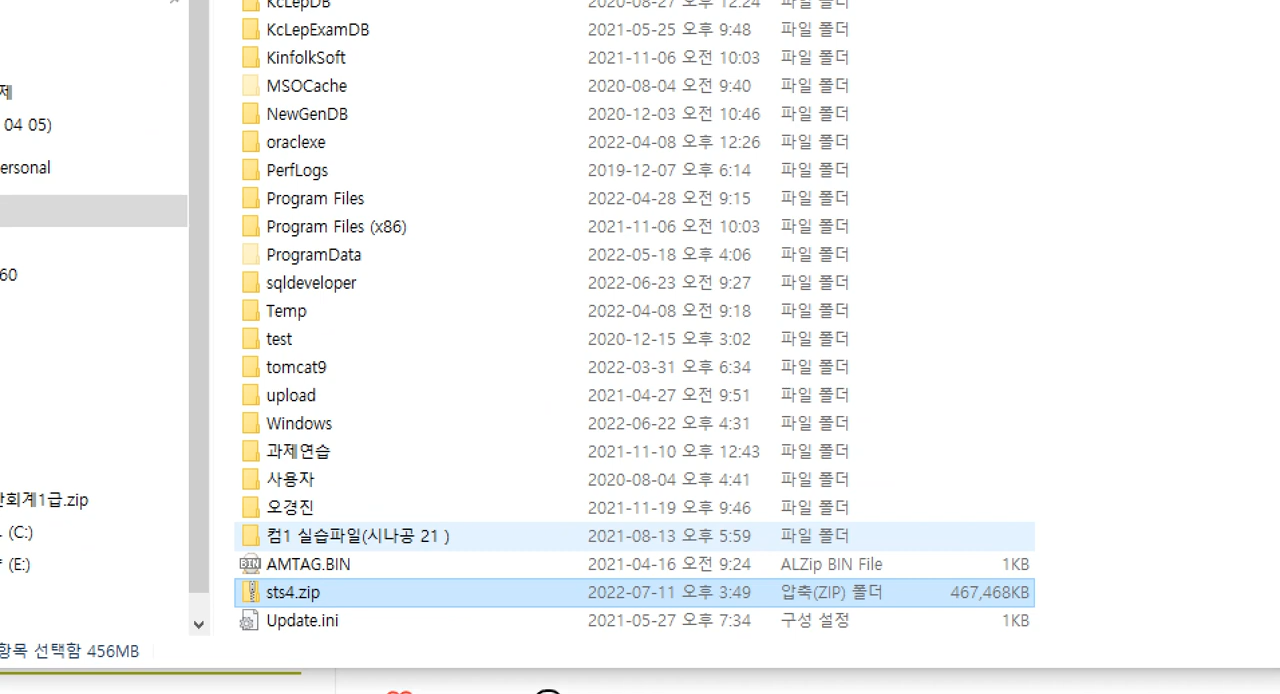 KcLepDB 2020-08-27 오후 12:24 파일 폴더
KcLepExamDB 2021-05-25 오후 9:48 파일 폴더
KinfolkSoft 2021-11-06 오전 10:03 파일 폴더
제
MSOCache 2020-08-04 오전 9:40 파일 폴더
NewGenDB 2020-12-03 오전 10:46 파일 폴더
04 05)
oraclexe 2022-04-08 오후 12:26 파일 폴더
ersonal
PerfLogs 2019-12-07 오후 6:14 파일 폴더
Program Files 2022-04-28 오전 9:15 파일 폴더
Program Files (x86) 2021-11-06 오전 10:03 파일 폴더
ProgramData 2022-05-18 오후 4:06 파일 폴더
60
sqldeveloper 2022-06-23 오전 9:27 파일 폴더
Temp 2022-04-08 오전 9:18 파일 폴더
test 2020-12-15 오후 3:02 파일 폴더
tomcat9 2022-03-31 오후 6:34 파일 폴더
upload 2021-04-27 오전 9:51 파일 폴더
Windows 2022-06-22 오후 4:31 파일 폴더
과제연습 2021-11-10 오후 12:43 파일 폴더
사용자 2020-08-04 오후 4:41 파일 폴더
회계1급.zip
오경진 2021-11-19 오후 9:46 파일 폴더
(C:)
컴1 실습파일(시나공 21 ) 2021-08-13 오후 5:59 파일 폴더
(E:)
AMTAG.BIN 2021-04-16 오전 9:24 ALZip BIN File 1KB
sts4.zip 2022-07-11 오후 3:49 압축(ZIP) 폴더 467,468KB
Update.ini 2021-05-27 오후 7:34 구성 설정 1KB
항목 선택함 456MB